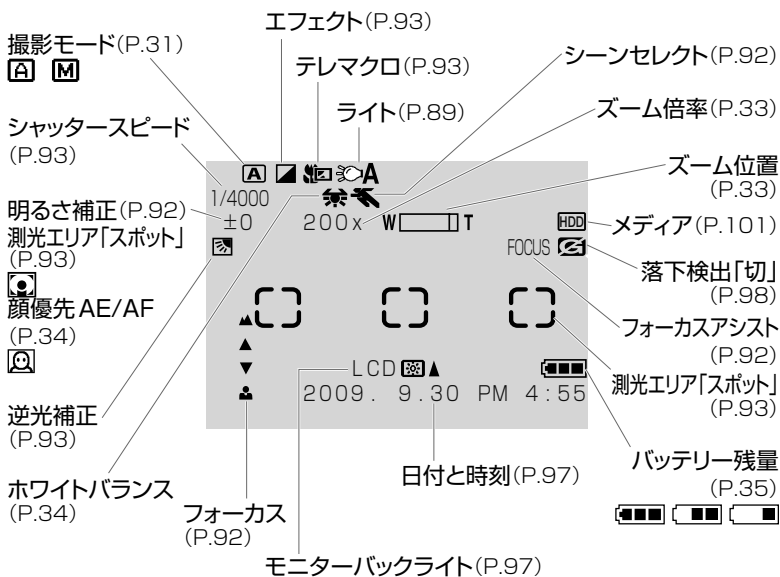 エフェクト(P.93)
撮影モード(P.31)
A M
テレマクロ(P.93)
シーンセレクト(P.92)
ライト(P.89)
ズーム倍率(P.33)
シャッタースピード
(P.93)
ズーム位置
(P.33)
A A
1/4000
明るさ補正(P.92)
±0 200x W T HDD
メディア(P.101)
測光エリア「スポット」
(P.93)
FOCUS
落下検出「切」
(P.98)
顔優先AE/AF
(P.34)
フォーカスアシスト
(P.92)
LCD
測光エリア「スポット」
(P.93)
2009. 9.30 PM 4:55
逆光補正
(P.93)
バッテリー残量
(P.35)
日付と時刻(P.97)
ホワイトバランス
(P.34)
フォーカス
(P.92)
モニターバックライト(P.97)